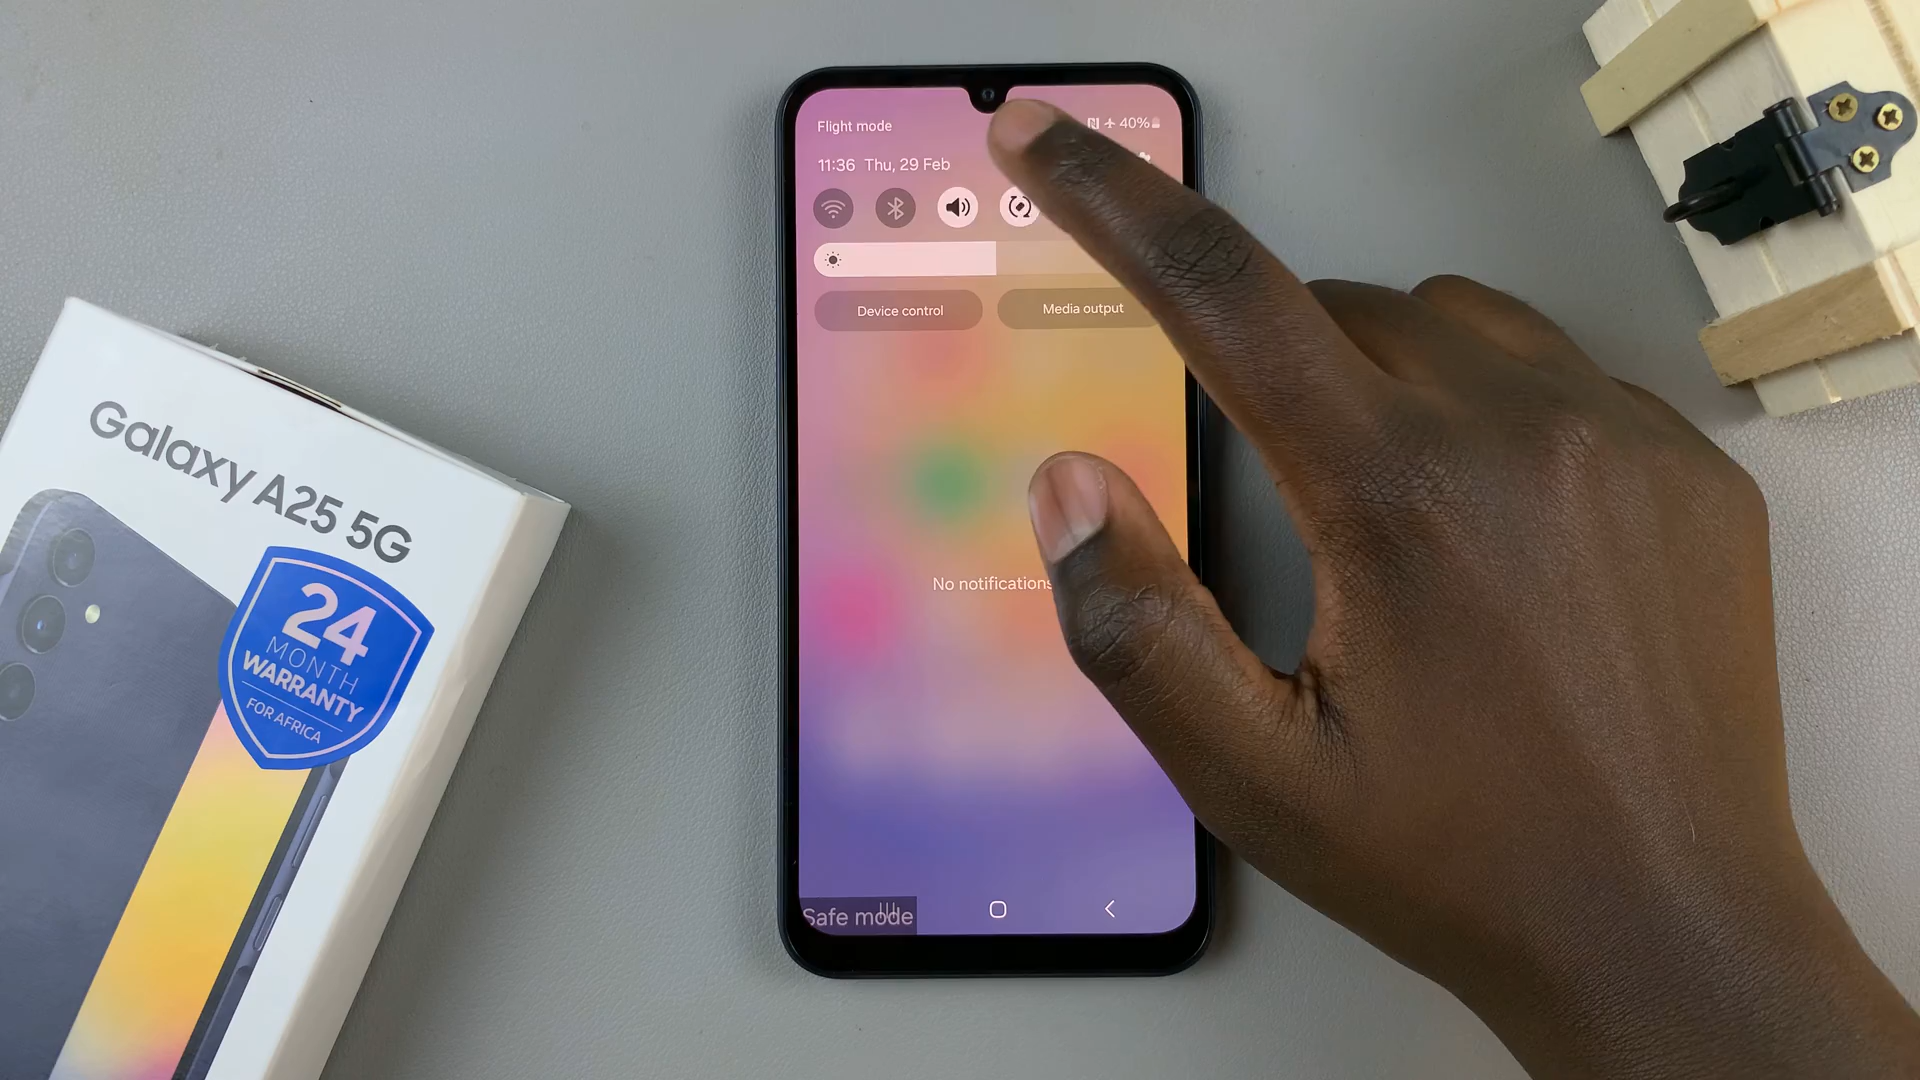 Flight mode
40%
11:36 Thu, 29 Feb
Device control
Media output
No notifications
Safe mode
Galaxy A25 5G
24
MONTH
WARRANTY
FOR AFRICA